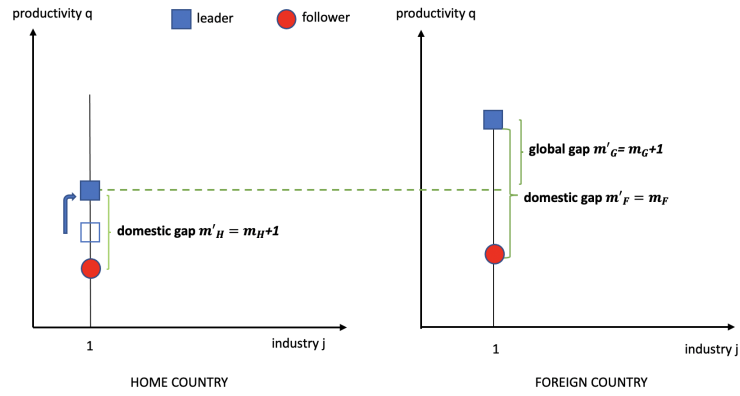 productivity q
leader
follower
productivity q
global gap m'G= mG+1
domestic gap m'F = mF
domestic gap m'H = mH+1
1
industry j
1
industry j
HOME COUNTRY
FOREIGN COUNTRY